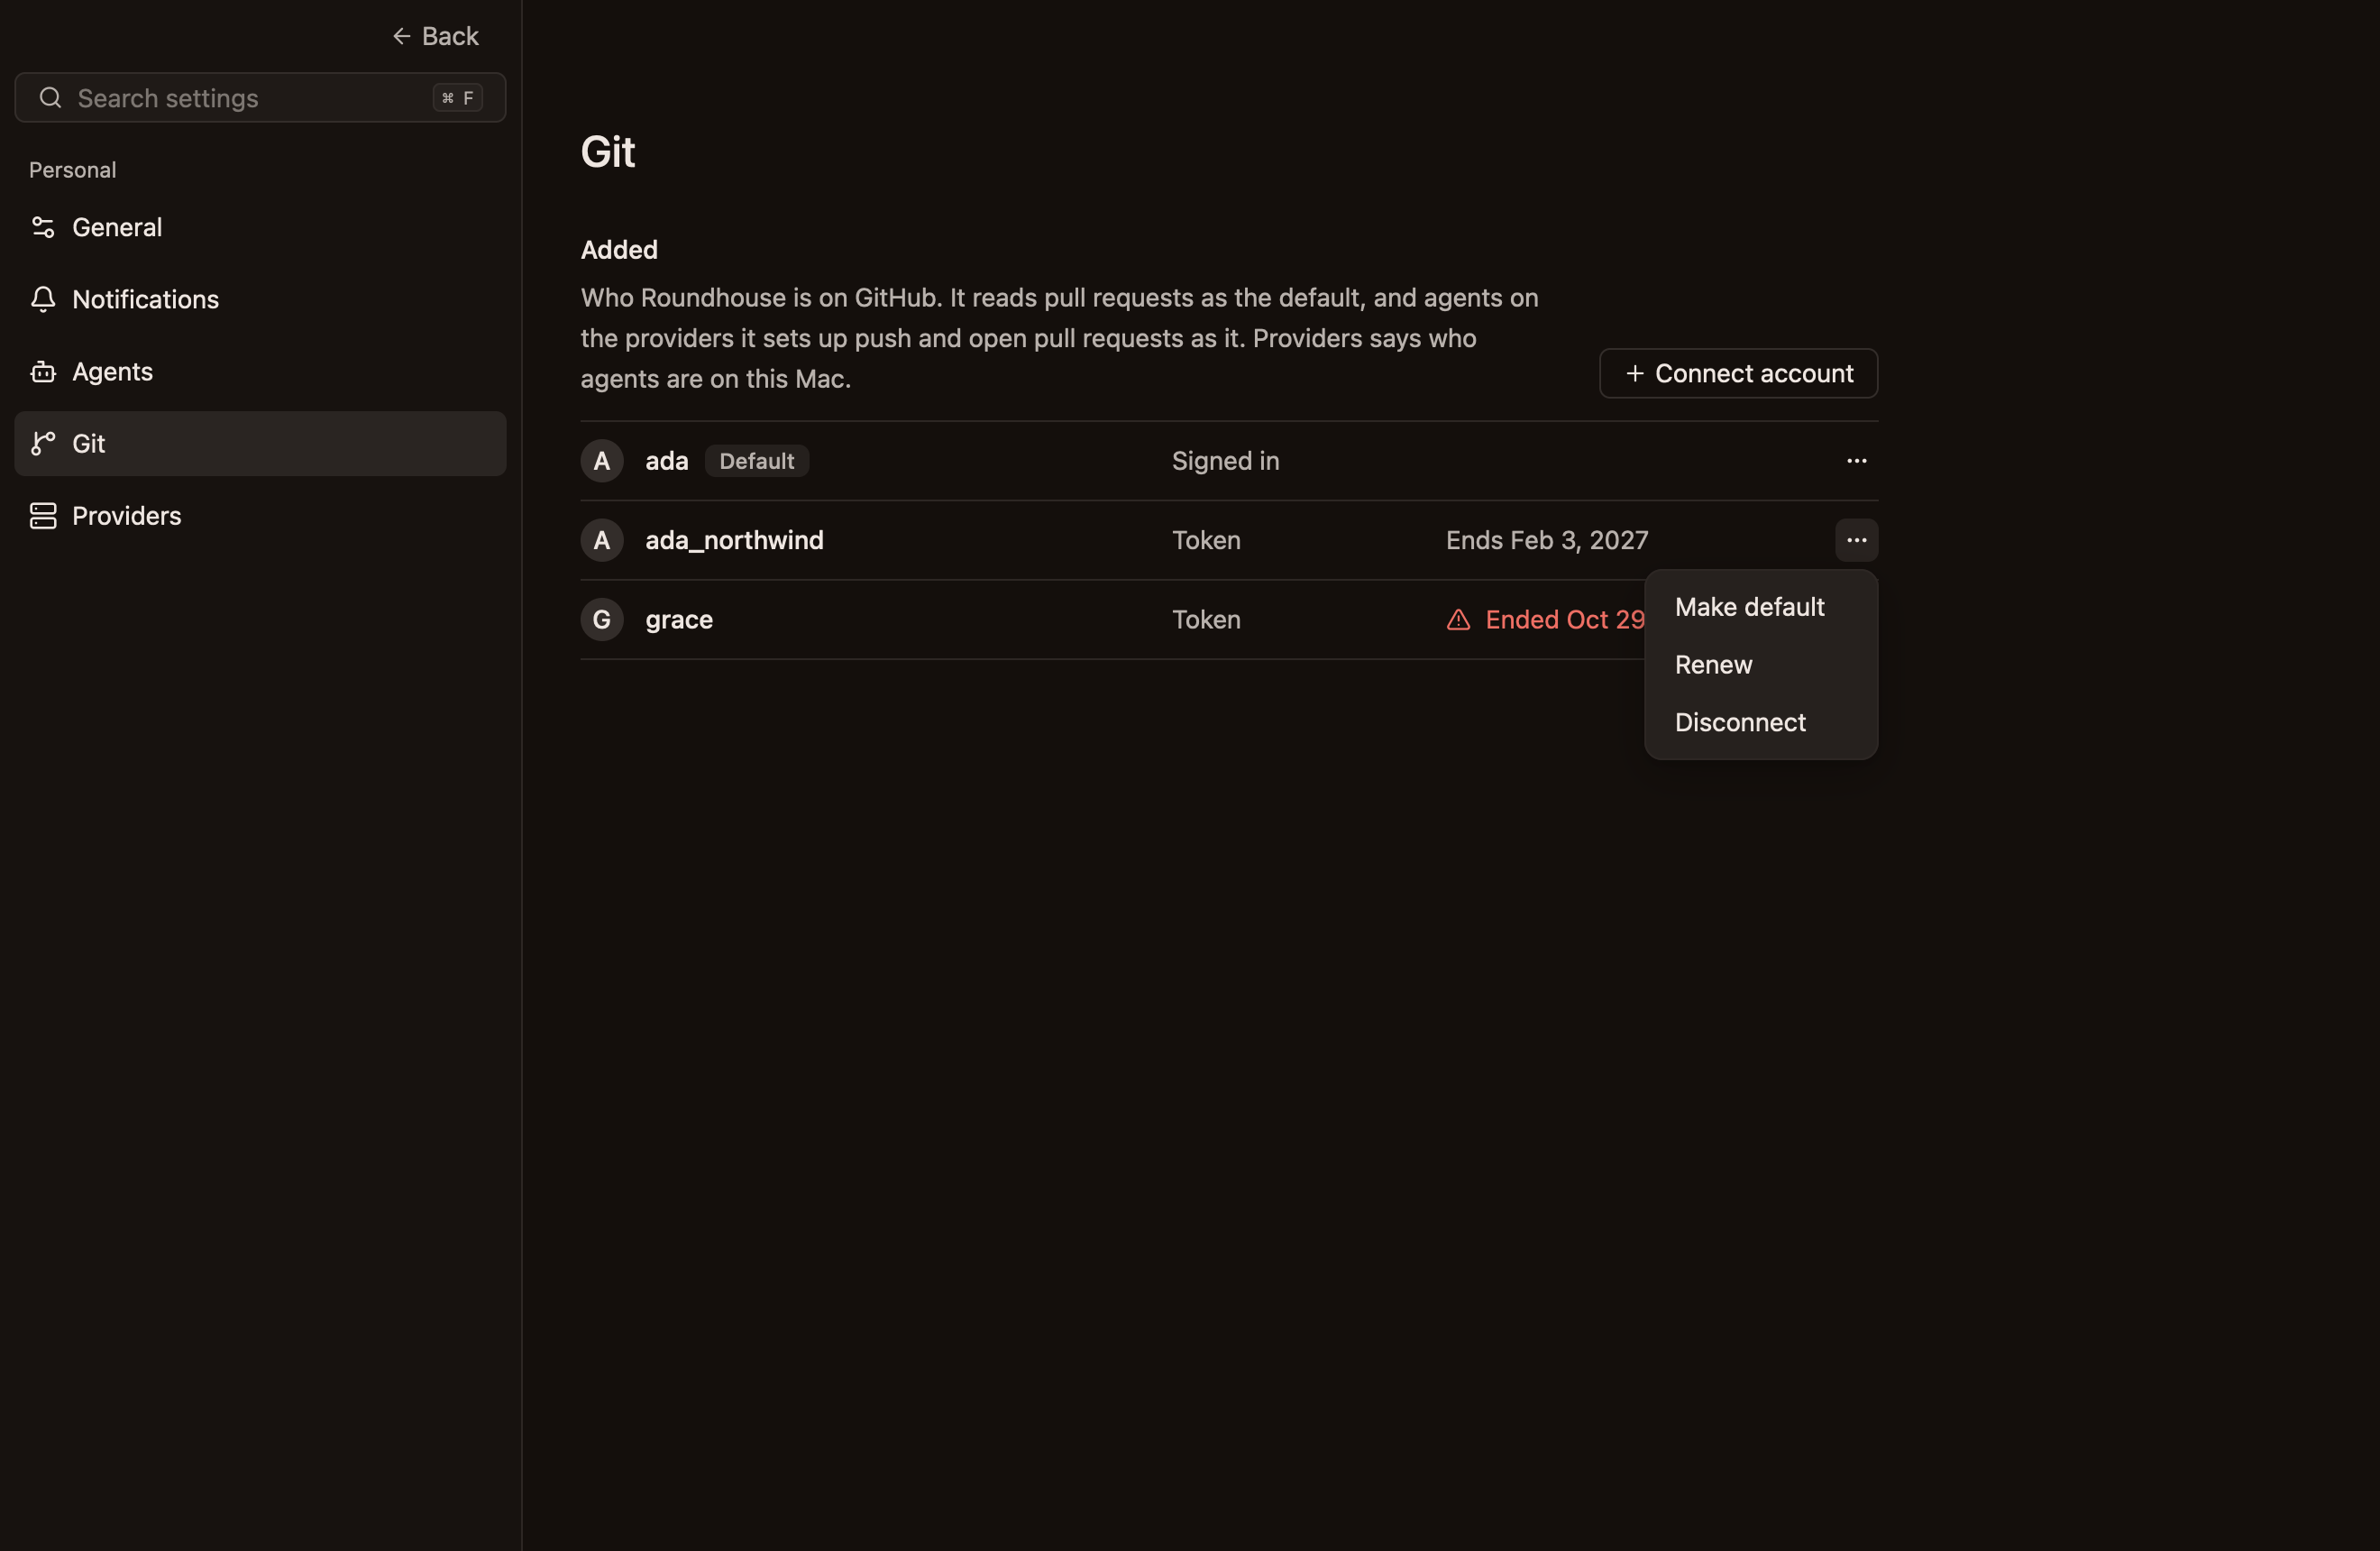 Back
Search settings
⌘ F
Personal
General
Notifications
Agents
Git
Providers
Git
Added
Who Roundhouse is on GitHub. It reads pull requests as the default, and agents on
the providers it sets up push and open pull requests as it. Providers says who
agents are on this Mac.
Connect account
A ada Default Signed in
A ada_northwind Token Ends Feb 3, 2027
G grace Token Ended Oct 29
Make default
Renew
Disconnect